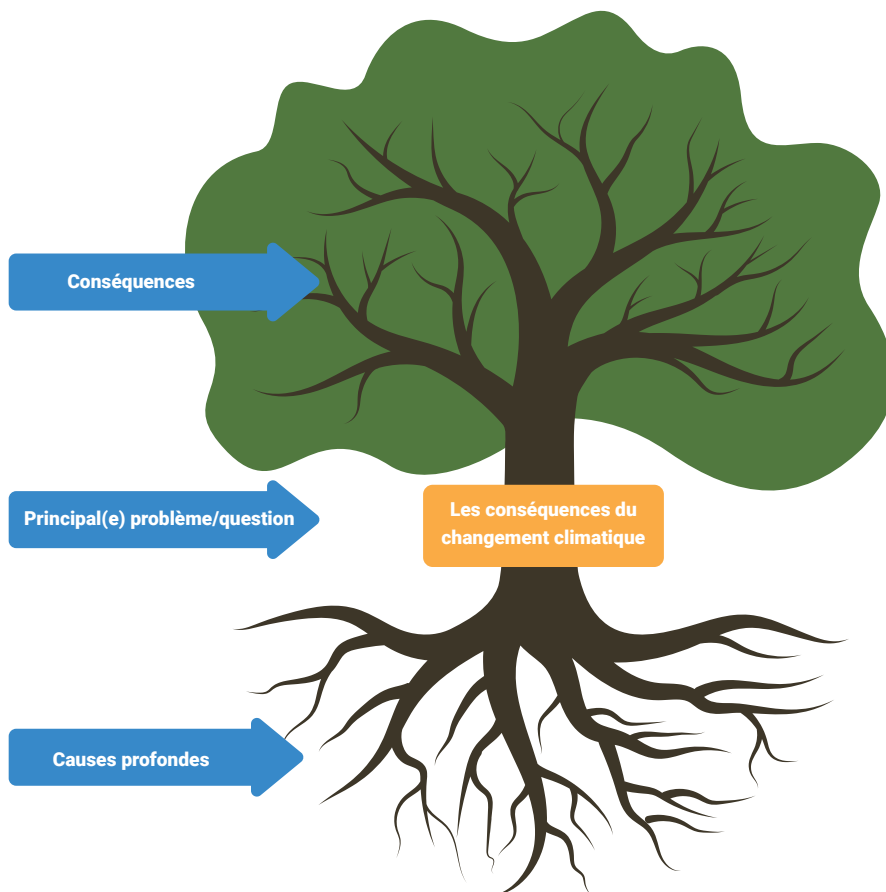 Conséquences
Principal(e) problème/question
Les conséquences du
changement climatique
Causes profondes